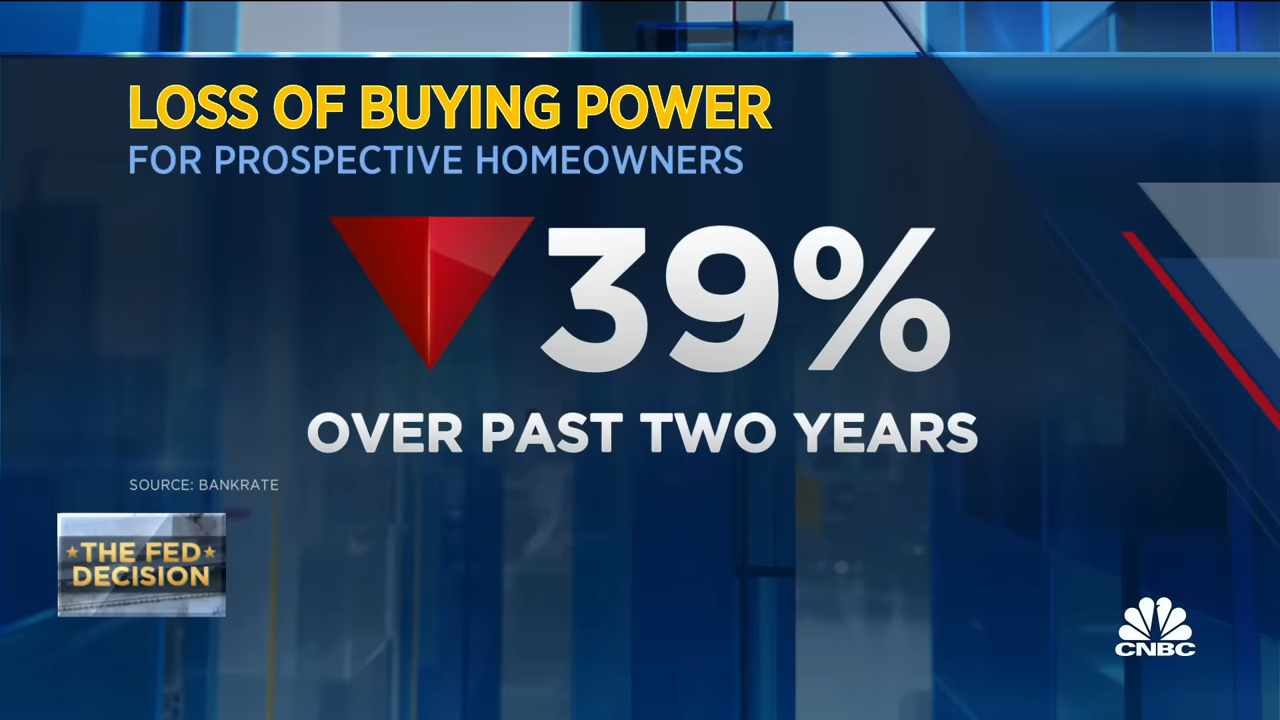 LOSS OF BUYING POWER
FOR PROSPECTIVE HOMEOWNERS
39%
OVER PAST TWO YEARS
SOURCE: BANKRATE
THE FED
DECISION
CNBC